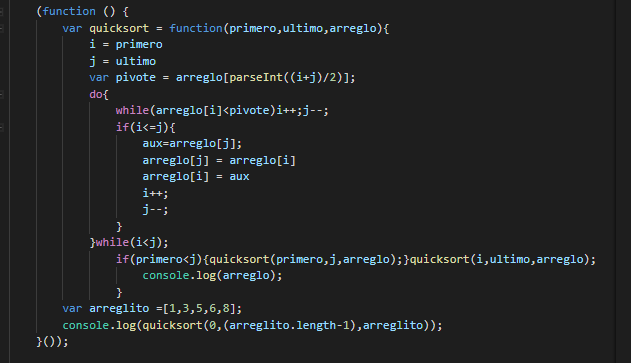 (function () {
var quicksort = function(primero,ultimo,arreglo){
i = primero
j = ultimo
var pivote = arreglo[parseInt((i+j)/2)];
do{
while(arreglo[i]<pivote)i++;j--;
if(i<=j){
aux=arreglo[j];
arreglo[j] = arreglo[i]
arreglo[i] = aux
i++;
j--;
}
}while(i<j);
if(primero<j){quicksort(primero,j,arreglo);}quicksort(i,ultimo,arreglo);
console.log(arreglo);
}
var arreglito =[1,3,5,6,8];
console.log(quicksort(0,(arreglito.length-1),arreglito));
}());